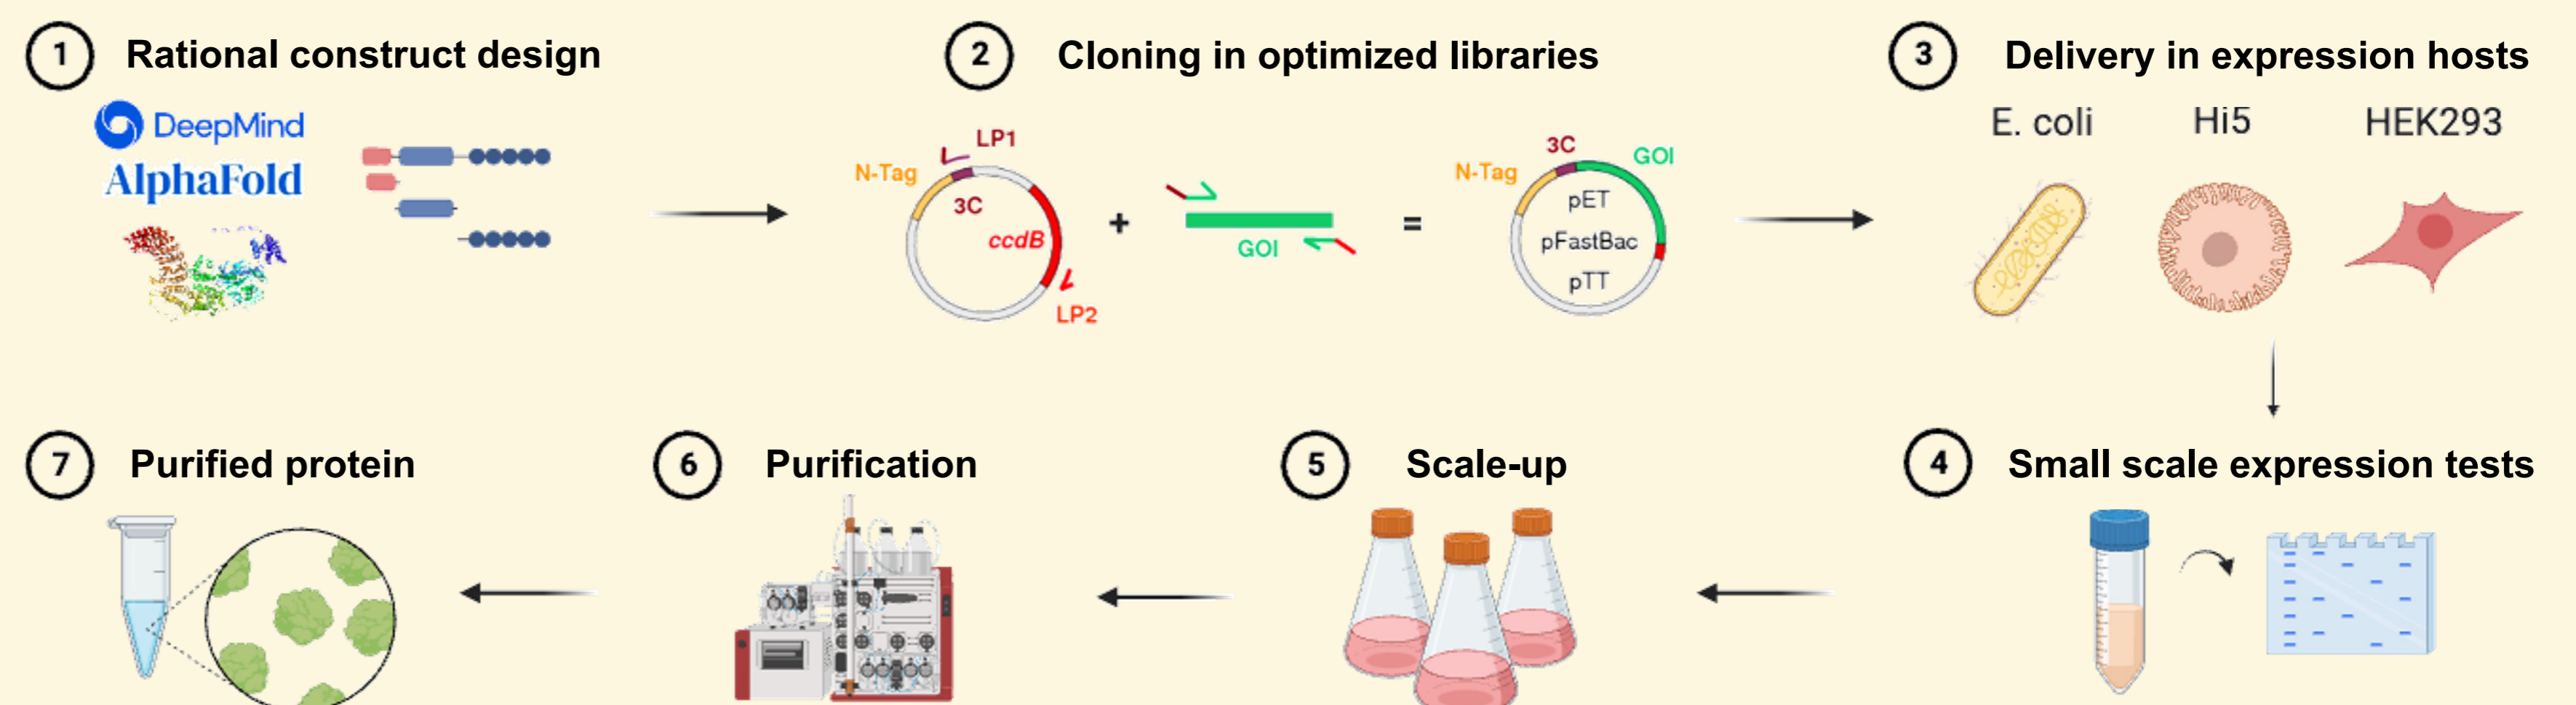 1 Rational construct design
DeepMind
AlphaFold
2 Cloning in optimized libraries
LP1
N-Tag
3C
ccdB
LP2
+
GOI
=
3C
GOI
N-Tag
pET
pFastBac
pTT
3 Delivery in expression hosts
E. coli
Hi5
HEK293
4 Small scale expression tests
5 Scale-up
6 Purification
7 Purified protein